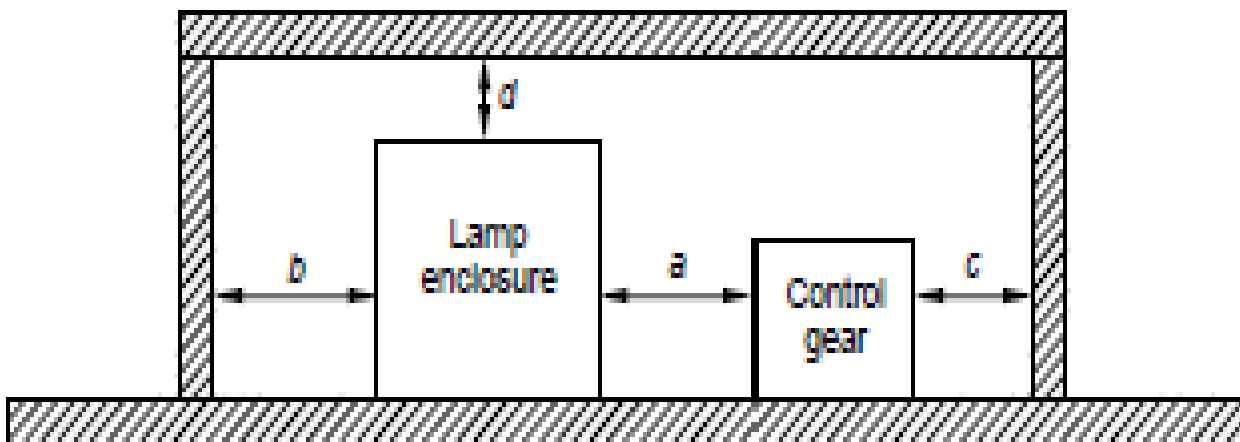 d
Lamp
enclosure
b
a
c
Control
gear